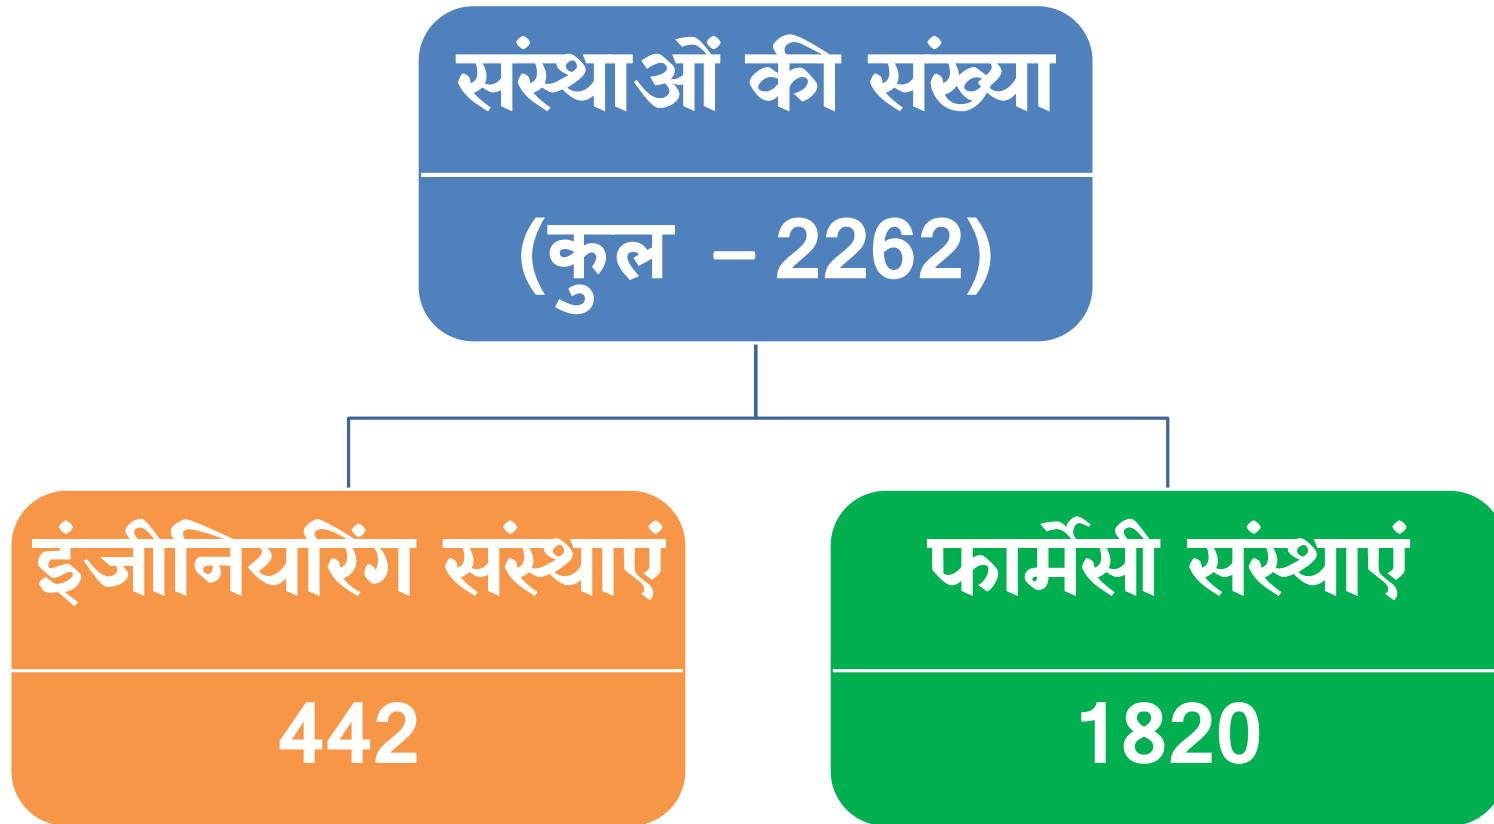 संस्थाओं की संख्या
(कुल – 2262)
इंजीनियरिंग संस्थाएं
442
फार्मेसी संस्थाएं
1820